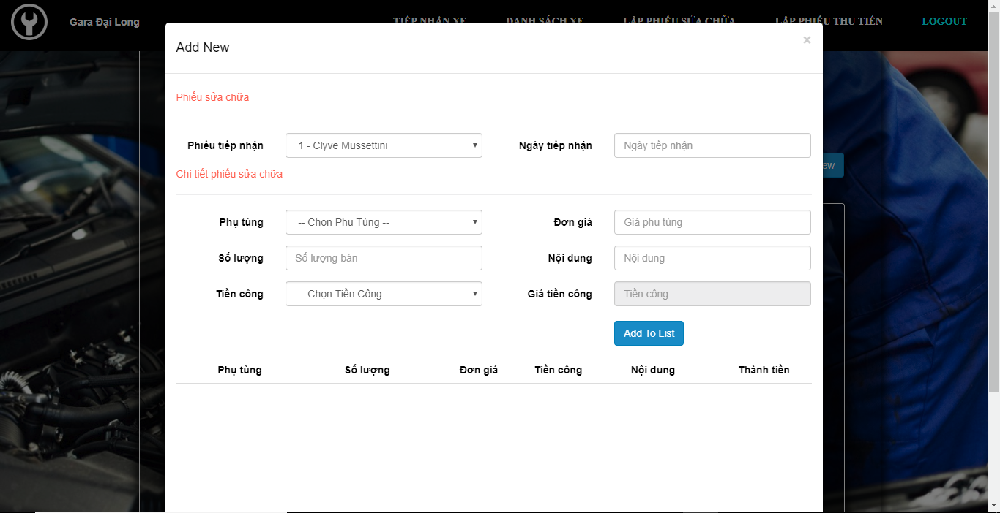 Gara Đại Long TIẾP NHẬN XE DANH SÁCH XE LẬP PHIẾU SỬA CHỮA LẬP PHIẾU THU TIỀN LOGOUT
Add New ×
Phiếu sửa chữa
Phiếu tiếp nhận 1 - Clyve Mussettini Ngày tiếp nhận Ngày tiếp nhận
Chi tiết phiếu sửa chữa
Phụ tùng -- Chọn Phụ Tùng -- Đơn giá Giá phụ tùng
Số lượng Số lượng bán Nội dung Nội dung
Tiền công -- Chọn Tiền Công -- Giá tiền công Tiền công
Add To List
Phụ tùng Số lượng Đơn giá Tiền công Nội dung Thành tiền